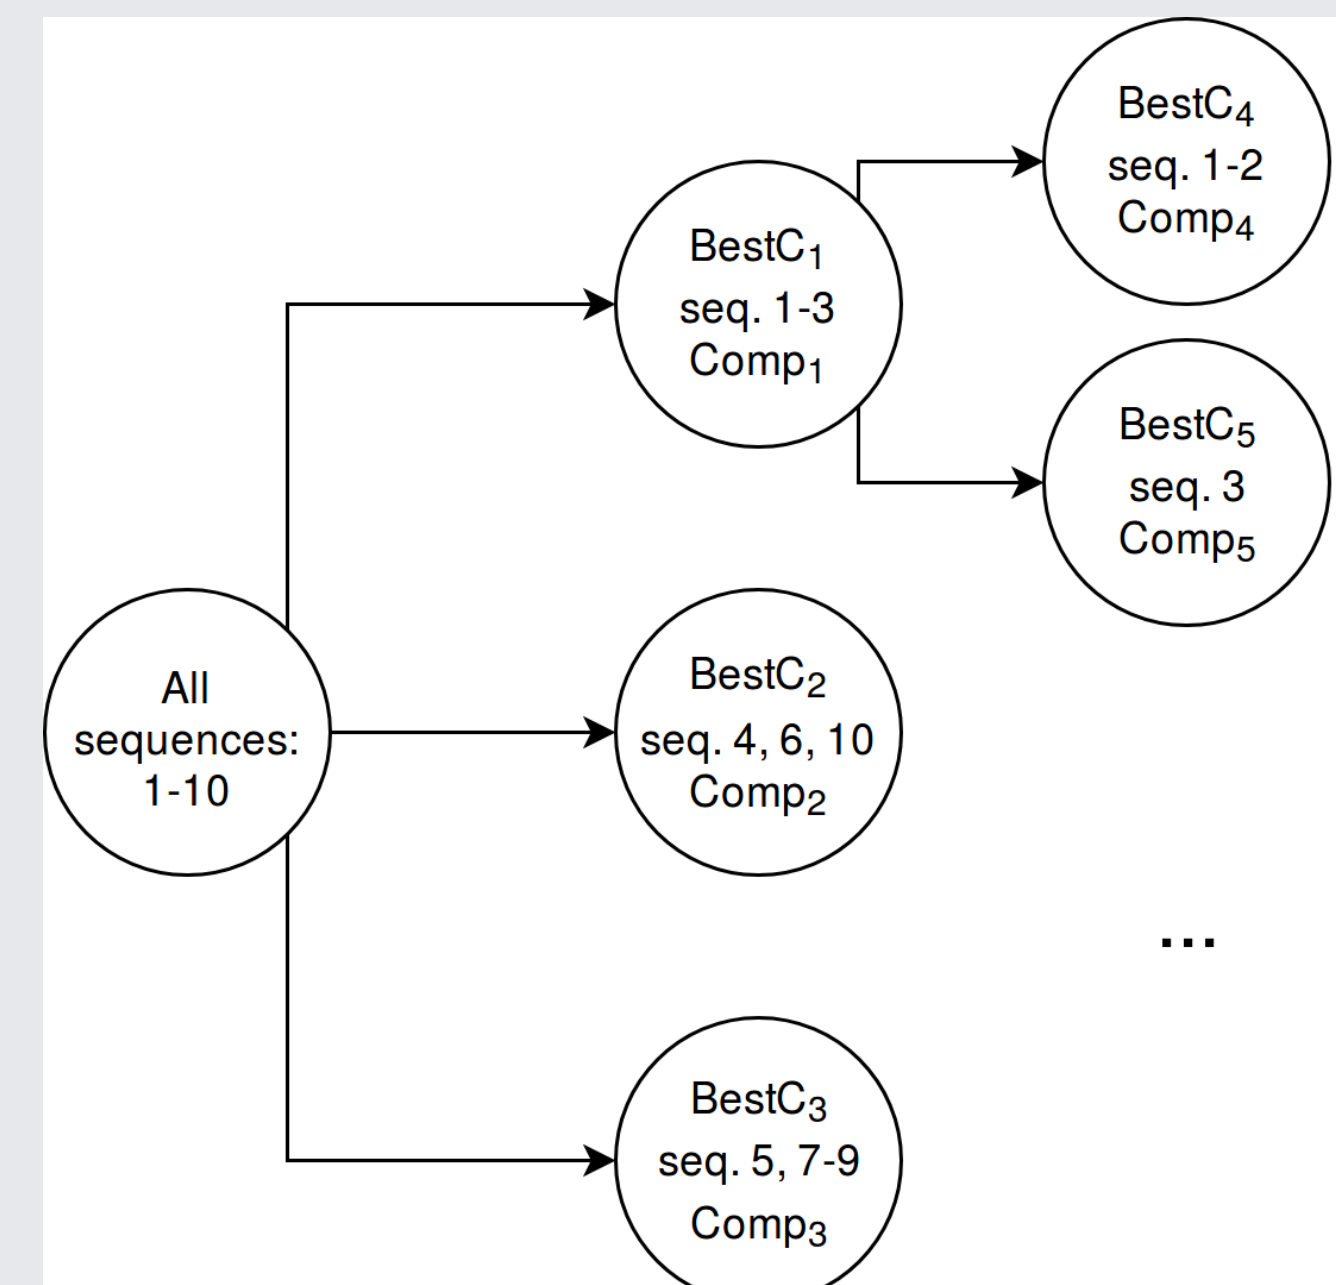 All
sequences:
1-10
BestC₁
seq. 1-3
Comp₁
BestC₂
seq. 4, 6, 10
Comp₂
BestC₃
seq. 5, 7-9
Comp₃
BestC₄
seq. 1-2
Comp₄
BestC₅
seq. 3
Comp₅
...